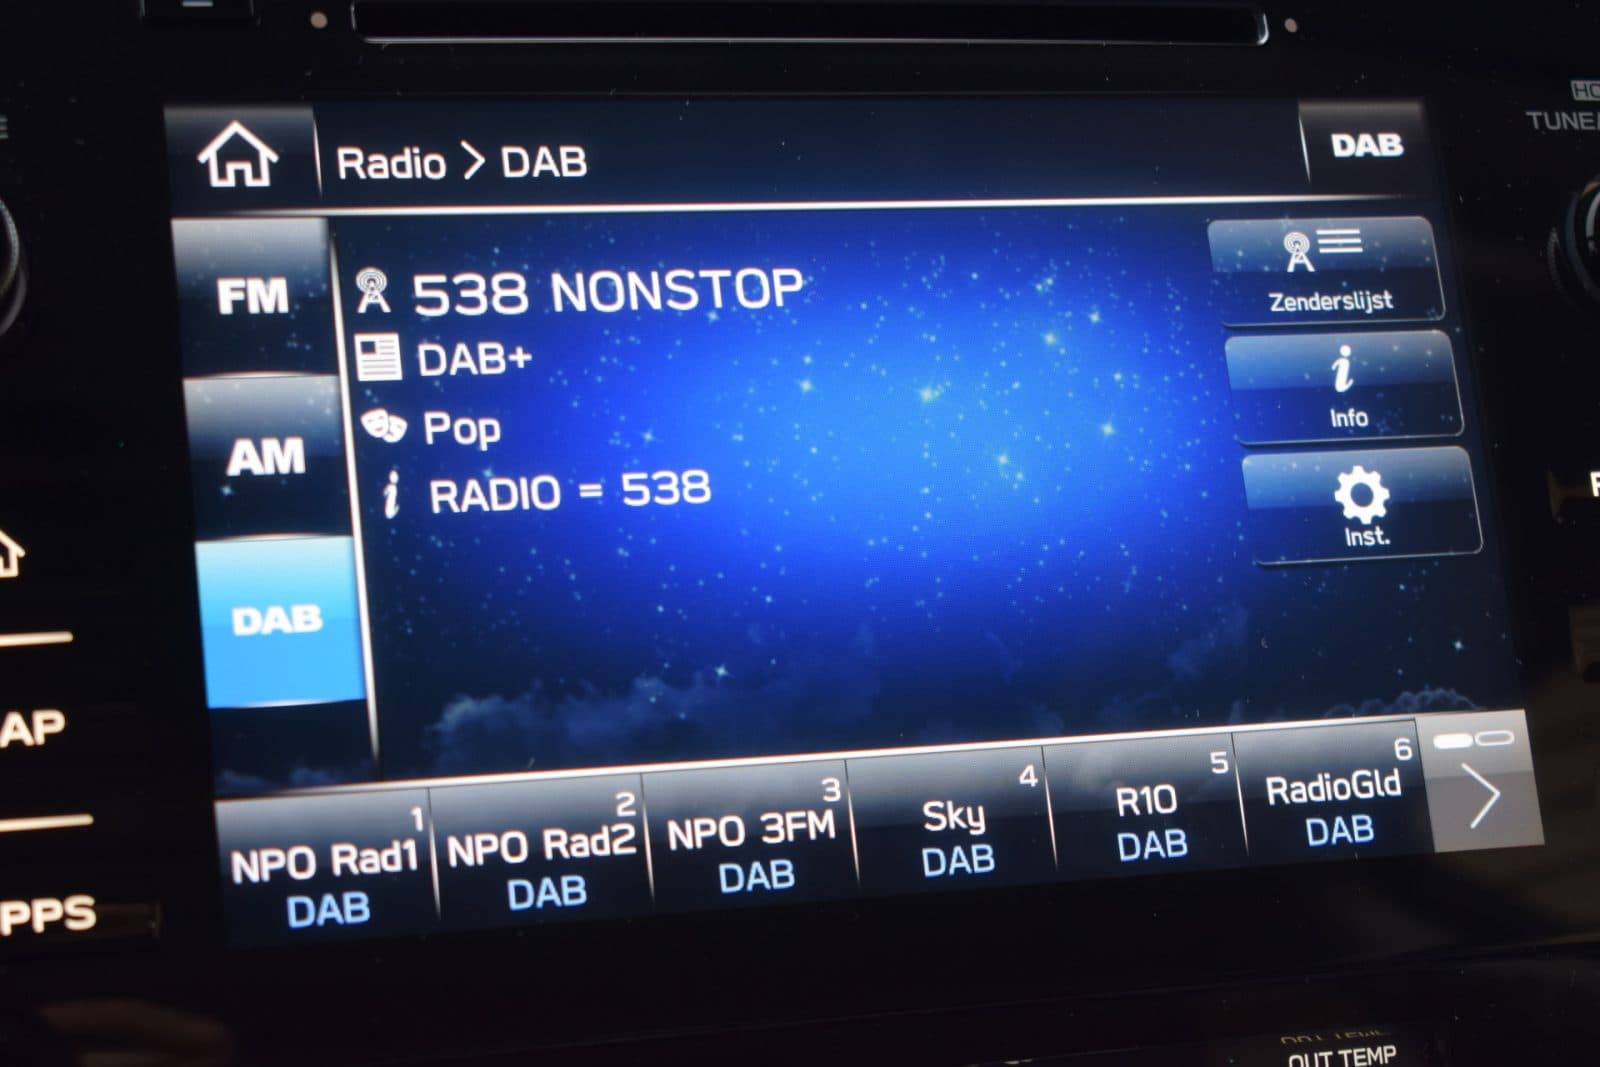 Radio > DAB
DAB
FM
538 NONSTOP
DAB+
Pop
RADIO = 538
AM
DAB
Zenderslijst
i
Info
Inst.
1
NPO Rad1
DAB
2
NPO Rad2
DAB
3
NPO 3FM
DAB
4
Sky
DAB
5
R10
DAB
6
RadioGld
DAB
TUNE/
AP
PPS
OUT TEMP